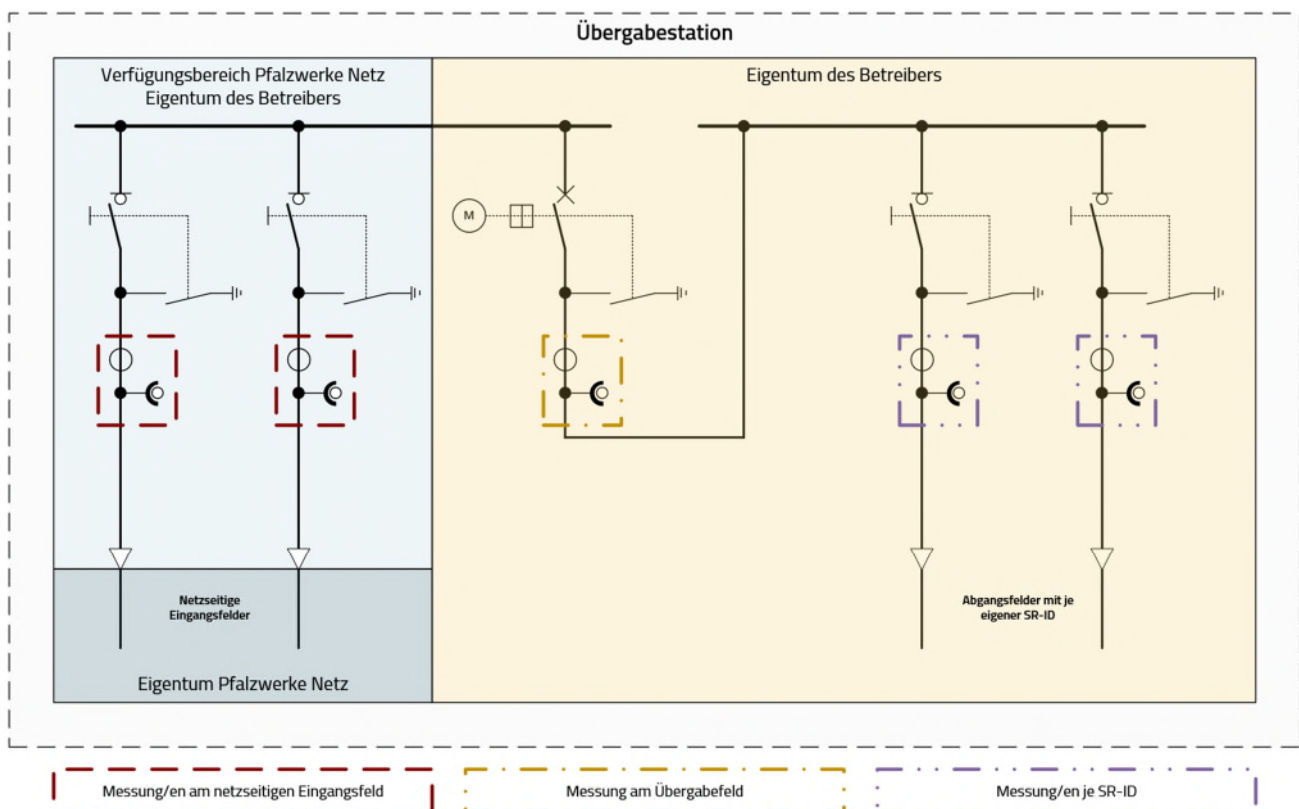 Übergabestation
Verfügungsbereich Pfalzwerke Netz
Eigentum des Betreibers
Eigentum des Betreibers
M
Netzseitige
Eingangsfelder
Abgangsfelder mit je
eigener SR-ID
Eigentum Pfalzwerke Netz
Messung/en am netzseitigen Eingangsfeld
Messung am Übergabefeld
Messung/en je SR-ID